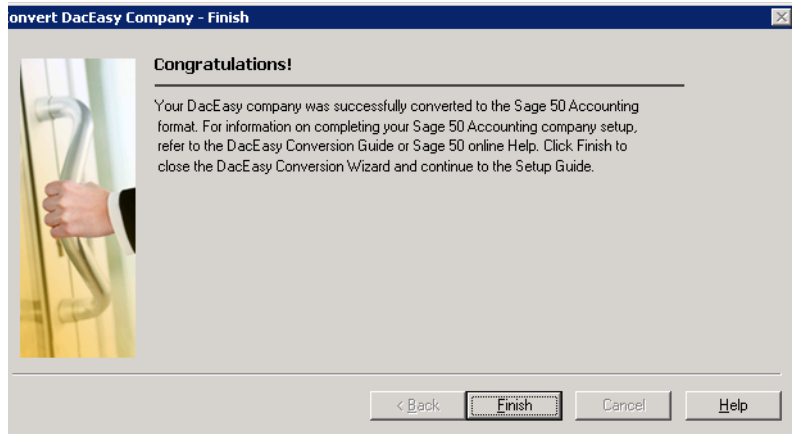 onvert DacEasy Company - Finish
Congratulations!
Your DacEasy company was successfully converted to the Sage 50 Accounting
format. For information on completing your Sage 50 Accounting company setup,
refer to the DacEasy Conversion Guide or Sage 50 online Help. Click Finish to
close the DacEasy Conversion Wizard and continue to the Setup Guide.
< Back Finish Cancel Help